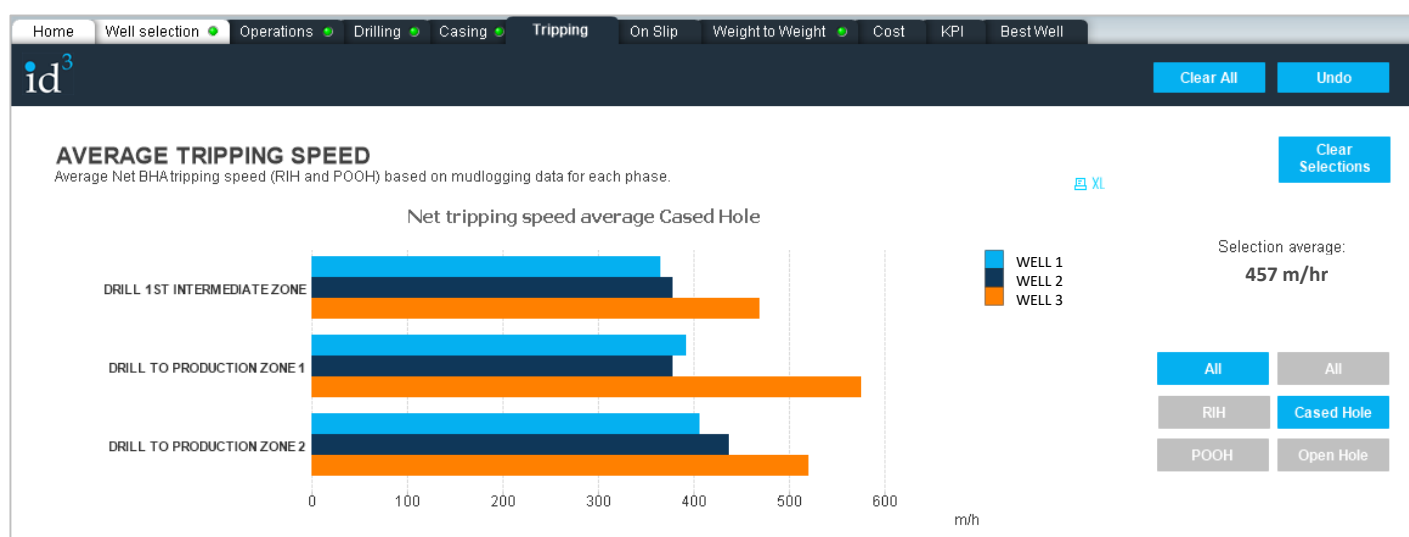 Home Well selection Operations Drilling Casing Tripping On Slip Weight to Weight Cost KPI Best Well
id3
Clear All Undo
AVERAGE TRIPPING SPEED
Average Net BHA tripping speed (RIH and POOH) based on mudlogging data for each phase.
Clear
Selections
XL
Net tripping speed average Cased Hole
WELL 1
WELL 2
WELL 3
Selection average:
457 m/hr
DRILL 1ST INTERMEDIATE ZONE
DRILL TO PRODUCTION ZONE 1
DRILL TO PRODUCTION ZONE 2
All All
RIH Cased Hole
POOH Open Hole
0 100 200 300 400 500 600
m/h